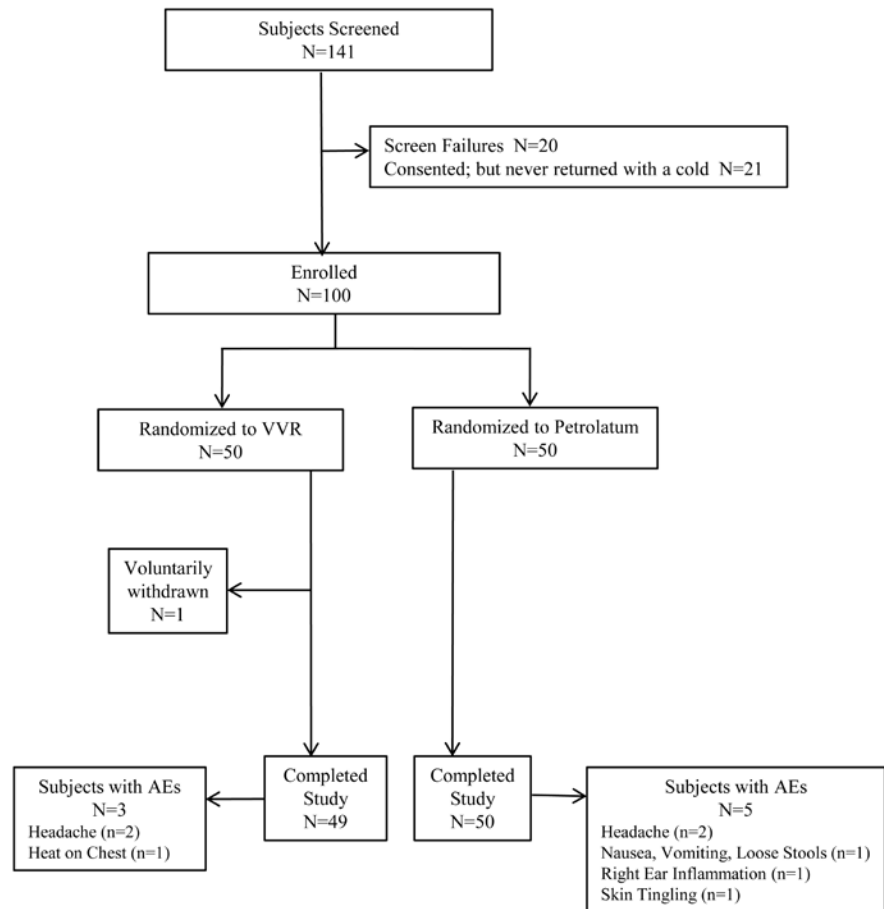 Subjects Screened
N=141
Screen Failures N=20
Consented; but never returned with a cold N=21
Enrolled
N=100
Randomized to VVR
N=50
Randomized to Petrolatum
N=50
Voluntarily
withdrawn
N=1
Subjects with AEs
N=3
Headache (n=2)
Heat on Chest (n=1)
Completed
Study
N=49
Completed
Study
N=50
Subjects with AEs
N=5
Headache (n=2)
Nausea, Vomiting, Loose Stools (n=1)
Right Ear Inflammation (n=1)
Skin Tingling (n=1)